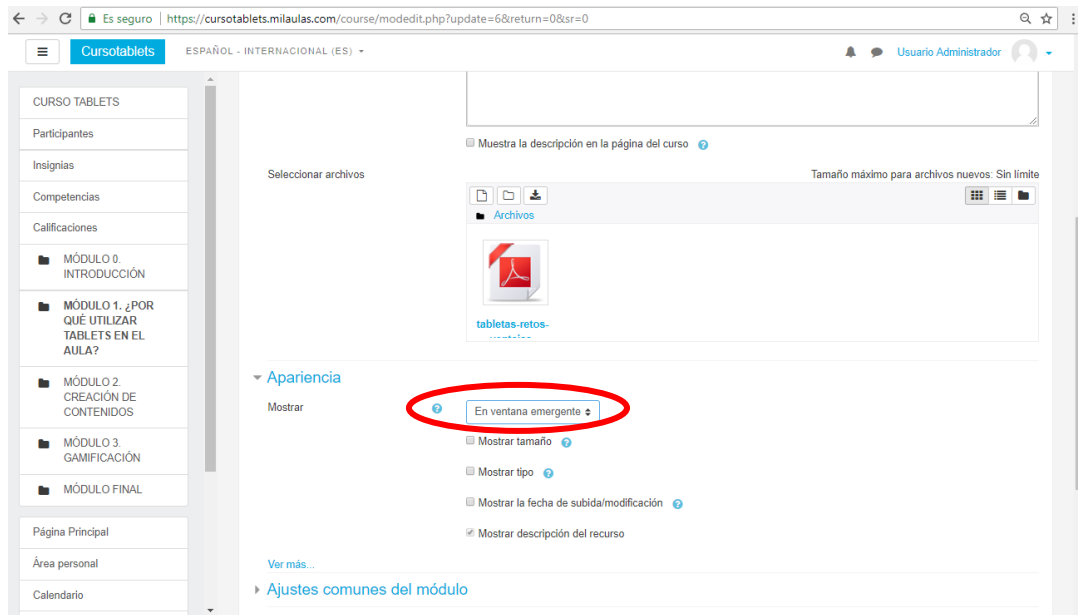 Es seguro | https://cursotablets.milaulas.com/course/modedit.php?update=6&return=0&sr=0
Cursotablets
ESPAÑOL - INTERNACIONAL (ES)
Usuario Administrador
CURSO TABLETS
Participantes
Insignias
Competencias
Calificaciones
MÓDULO 0.
INTRODUCCIÓN
MÓDULO 1. ¿POR
QUÉ UTILIZAR
TABLETS EN EL
AULA?
MÓDULO 2.
CREACIÓN DE
CONTENIDOS
MÓDULO 3.
GAMIFICACIÓN
MÓDULO FINAL
Página Principal
Área personal
Calendario
Muestra la descripción en la página del curso ?
Seleccionar archivos
Tamaño máximo para archivos nuevos: Sin límite
Archivos
tabletas-retos-
Apariencia
Mostrar ?
En ventana emergente
Mostrar tamaño ?
Mostrar tipo ?
Mostrar la fecha de subida/modificación ?
Mostrar descripción del recurso
Ver más...
Ajustes comunes del módulo